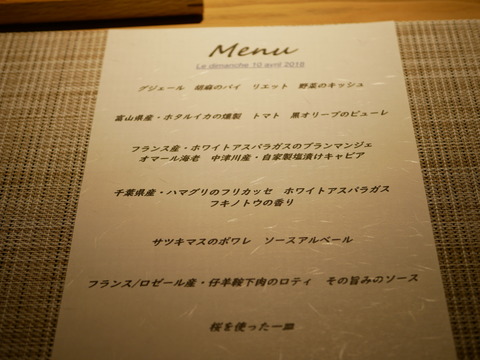 Menu
Le dimanche 10 avril 2016
グジェール　胡麻のパイ　リエット　野菜のキッシュ
富山県産・ホタルイカの燻製　トマト　黒オリーブのピューレ
フランス産・ホワイトアスパラガスのブランマンジェ
オマール海老　中津川産・自家製塩漬けキャビア
千葉県産・ハマグリのフリカッセ　ホワイトアスパラガス
フキノトウの香り
サツキマスのポワレ　ソースアルベール
フランス/ロゼール産・仔羊鞍下肉のロティ　その旨みのソース
桜を使った一皿